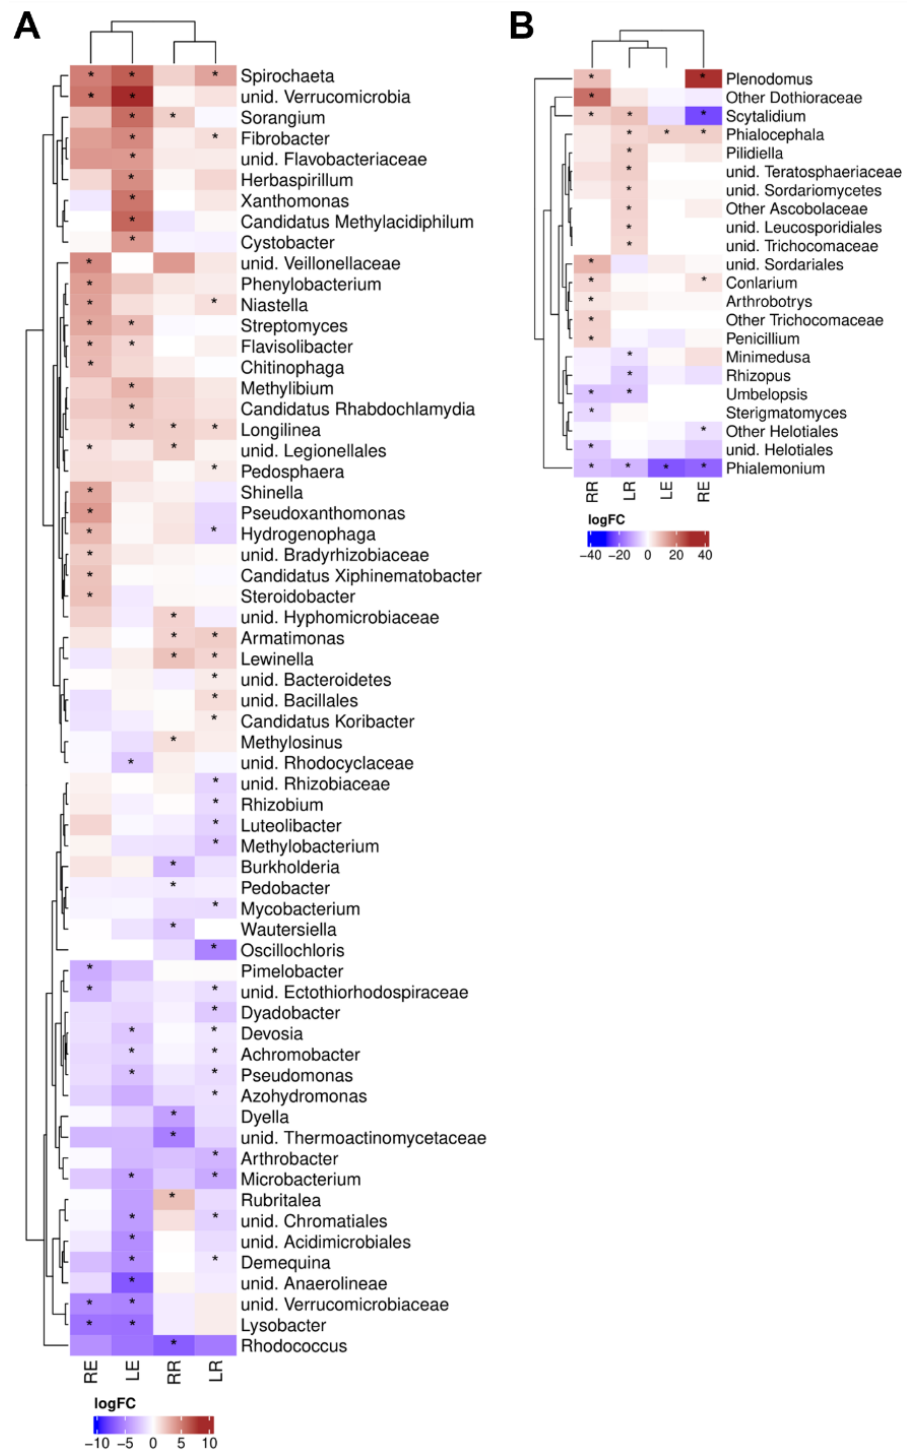 A
Spirochaeta
unid. Verrucomicrobia
Sorangium
Fibrobacter
unid. Flavobacteriaceae
Herbaspirillum
Xanthomonas
Candidatus Methylacidiphilum
Cystobacter
unid. Veillonellaceae
Phenylobacterium
Niastella
Streptomyces
Flavisolibacter
Chitinophaga
Methylibium
Candidatus Rhabdochlamydia
Longilinea
unid. Legionellales
Pedosphaera
Shinella
Pseudoxanthomonas
Hydrogenophaga
unid. Bradyrhizobiaceae
Candidatus Xiphinematobacter
Steroidobacter
unid. Hyphomicrobiaceae
Armatimonas
Lewinella
unid. Bacteroidetes
unid. Bacillales
Candidatus Koribacter
Methylosinus
unid. Rhodocyclaceae
unid. Rhizobiaceae
Rhizobium
Luteolibacter
Methylobacterium
Burkholderia
Pedobacter
Mycobacterium
Wautersiella
Oscillochloris
Pimelobacter
unid. Ectothiorhodospiraceae
Dyadobacter
Devosia
Achromobacter
Pseudomonas
Azohydromonas
Dyella
unid. Thermoactinomycetaceae
Arthrobacter
Microbacterium
Rubritalea
unid. Chromatiales
unid. Acidimicrobiales
Demequina
unid. Anaerolineae
unid. Verrucomicrobiaceae
Lysobacter
Rhodococcus
RE LE RR LR
logFC
−10 −5 0 5 10
B
Plenodomus
Other Dothioraceae
Scytalidium
Phialocephala
Pilidiella
unid. Teratosphaeriaceae
unid. Sordariomycetes
Other Ascobolaceae
unid. Leucosporidiales
unid. Trichocomaceae
unid. Sordariales
Conlarium
Arthrobotrys
Other Trichocomaceae
Penicillium
Minimedusa
Rhizopus
Umbelopsis
Sterigmatomyces
Other Helotiales
unid. Helotiales
Phialemonium
RR LR LE RE
logFC
−40 −20 0 20 40